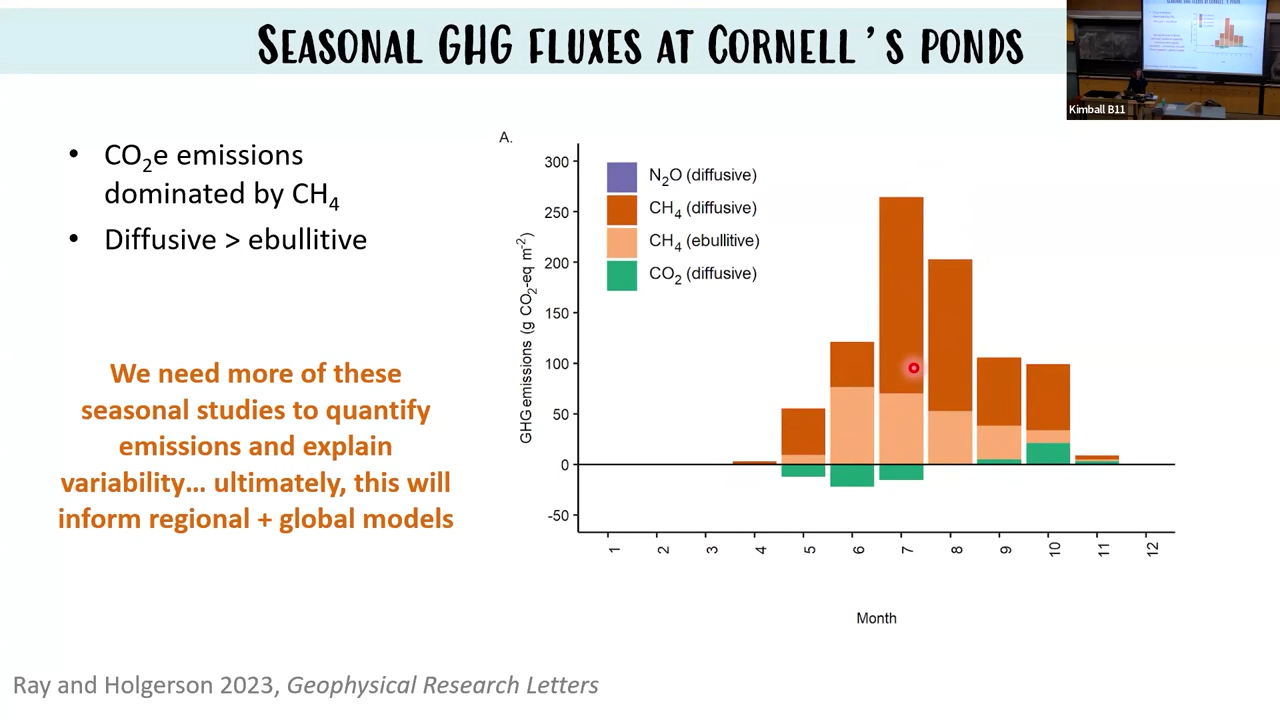 SEASONAL GHG FLUXES AT CORNELL'S PONDS
Kimball B11
• CO₂e emissions
dominated by CH₄
• Diffusive > ebullitive
We need more of these
seasonal studies to quantify
emissions and explain
variability... ultimately, this will
inform regional + global models
A.
N₂O (diffusive)
CH₄ (diffusive)
CH₄ (ebullitive)
CO₂ (diffusive)
GHG emissions (g CO₂-eq m⁻²)
300
250
200
150
100
50
0
-50
1 2 3 4 5 6 7 8 9 10 11 12
Month
Ray and Holgerson 2023, Geophysical Research Letters